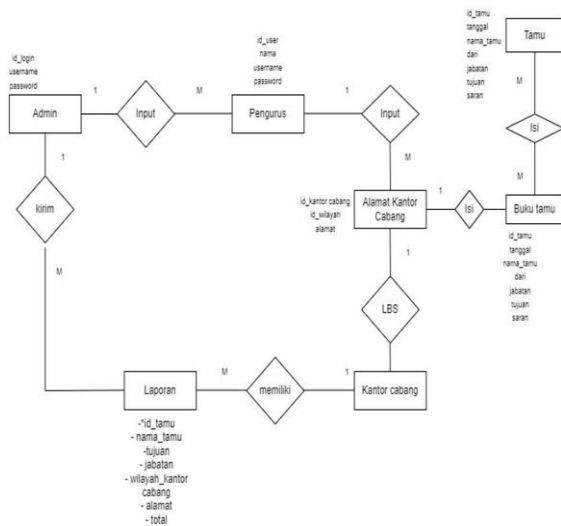 id_tamu
tanggal
nama_tamu
dari
jabatan
tujuan
saran
Tamu
id_login
username
password
id_user
nama
username
password
M
Admin
1
Input
M
Pengurus
1
Input
Isi
1
M
M
kirim
id_kantor cabang
id_wilayah
alamat
Alamat Kantor
Cabang
1
Isi
Buku tamu
1
id_tamu
tanggal
nama_tamu
dari
jabatan
tujuan
saran
M
LBS
Laporan
M
memiliki
1
Kantor cabang
-*id_tamu
- nama_tamu
-tujuan
- jabatan
- wilayah_kantor
cabang
- alamat
- total